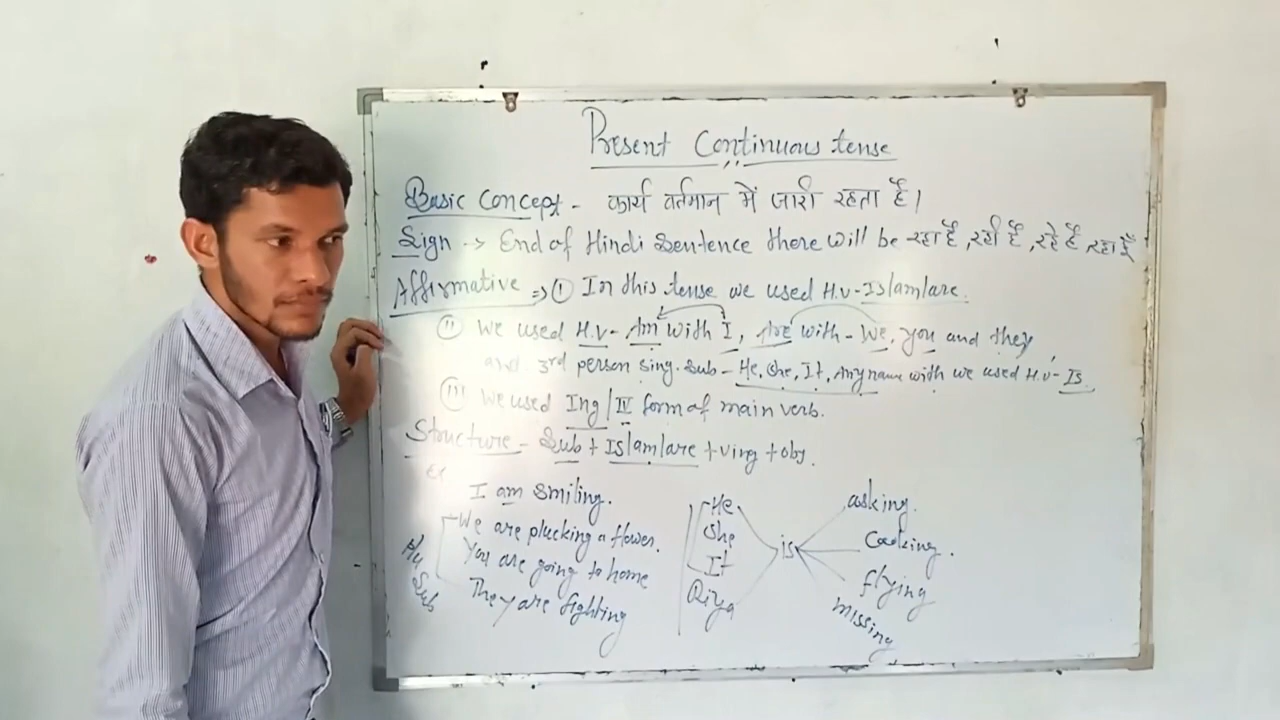 Present Continuous tense
Basic Concept - कार्य वर्तमान में जारी रहता है।
Sign -> End of Hindi Sentence there will be रहा है, रही है, रहे हैं, रहा हूँ
Affirmative => (I) In this tense we used H.V - Is/am/are.
(II) We used H.V - Am with I, Are with - We, you and they,
and 3rd person sing. sub - He, She, It, Any name with we used H.V - Is.
(III) We used Ing/IV form of main verb.
Structure - Sub + Is/am/are + ving + obj.
Ex
I am smiling.
We are plucking a flower.
You are going to home
They are fighting
Plu. Sub
He
She
It
Riya
is
asking.
Cooking.
flying
missing